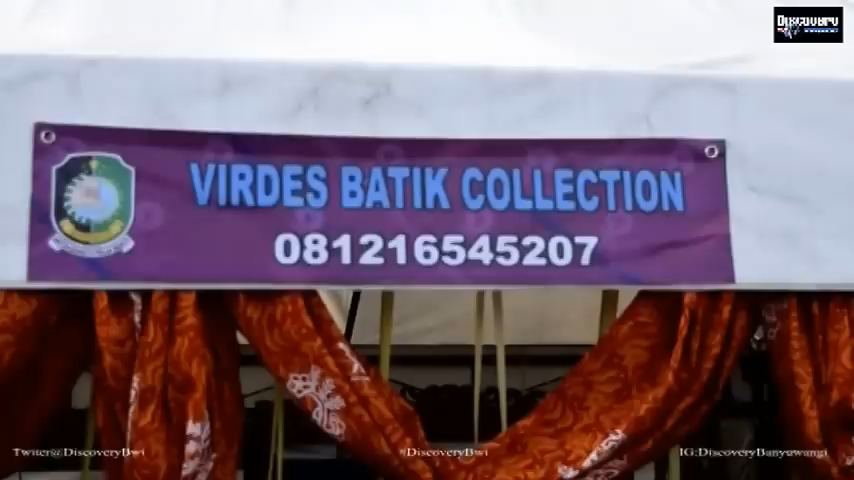 DISCOVERY
VIRDES BATIK COLLECTION
081216545207
Twiter@DiscoveryBwi
#DiscoveryBwi
IG:DiscoveryBanyuwangi